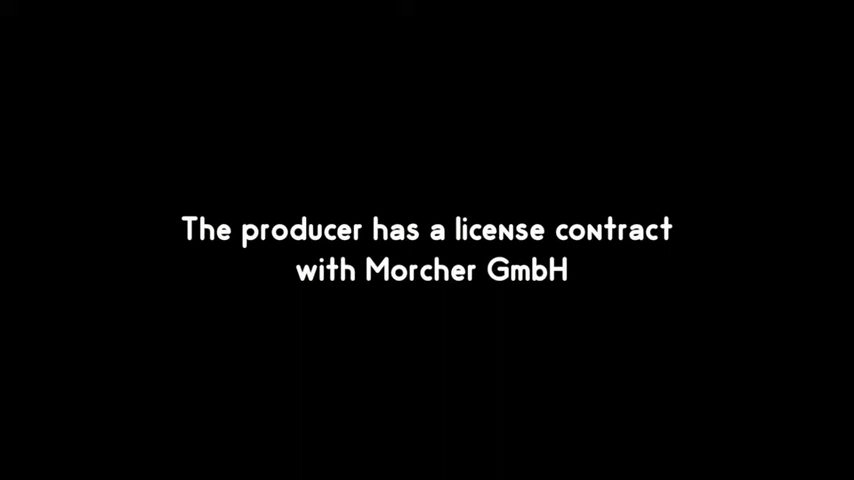 The producer has a license contract
with Morcher GmbH